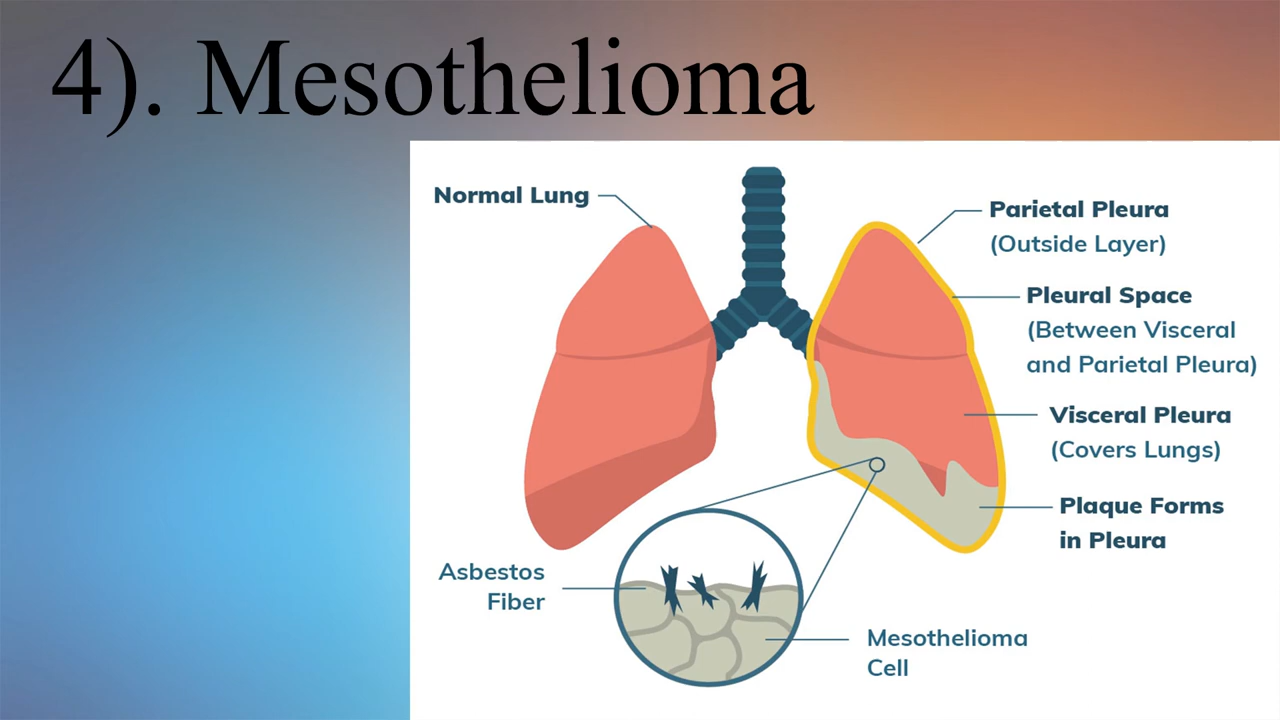 4). Mesothelioma
Normal Lung
Parietal Pleura
(Outside Layer)
Pleural Space
(Between Visceral
and Parietal Pleura)
Visceral Pleura
(Covers Lungs)
Plaque Forms
in Pleura
Asbestos
Fiber
Mesothelioma
Cell